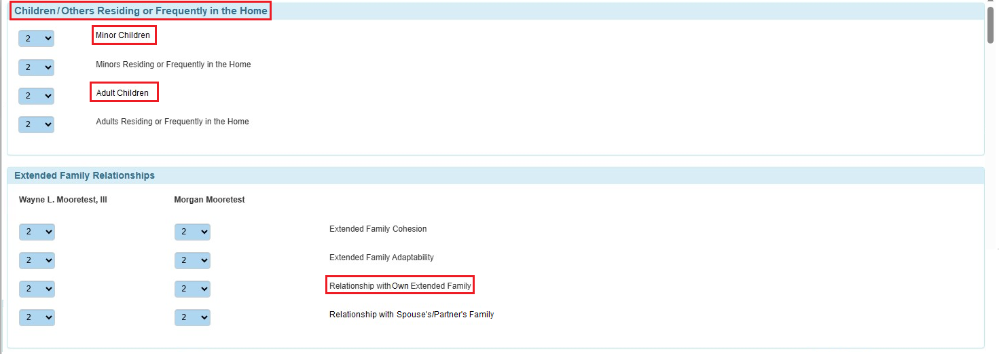 Children/Others Residing or Frequently in the Home
2 Minor Children
2 Minors Residing or Frequently in the Home
2 Adult Children
2 Adults Residing or Frequently in the Home
Extended Family Relationships
Wayne L. Mooretest, III Morgan Mooretest
2 2 Extended Family Cohesion
2 2 Extended Family Adaptability
2 2 Relationship with Own Extended Family
2 2 Relationship with Spouse's/Partner's Family